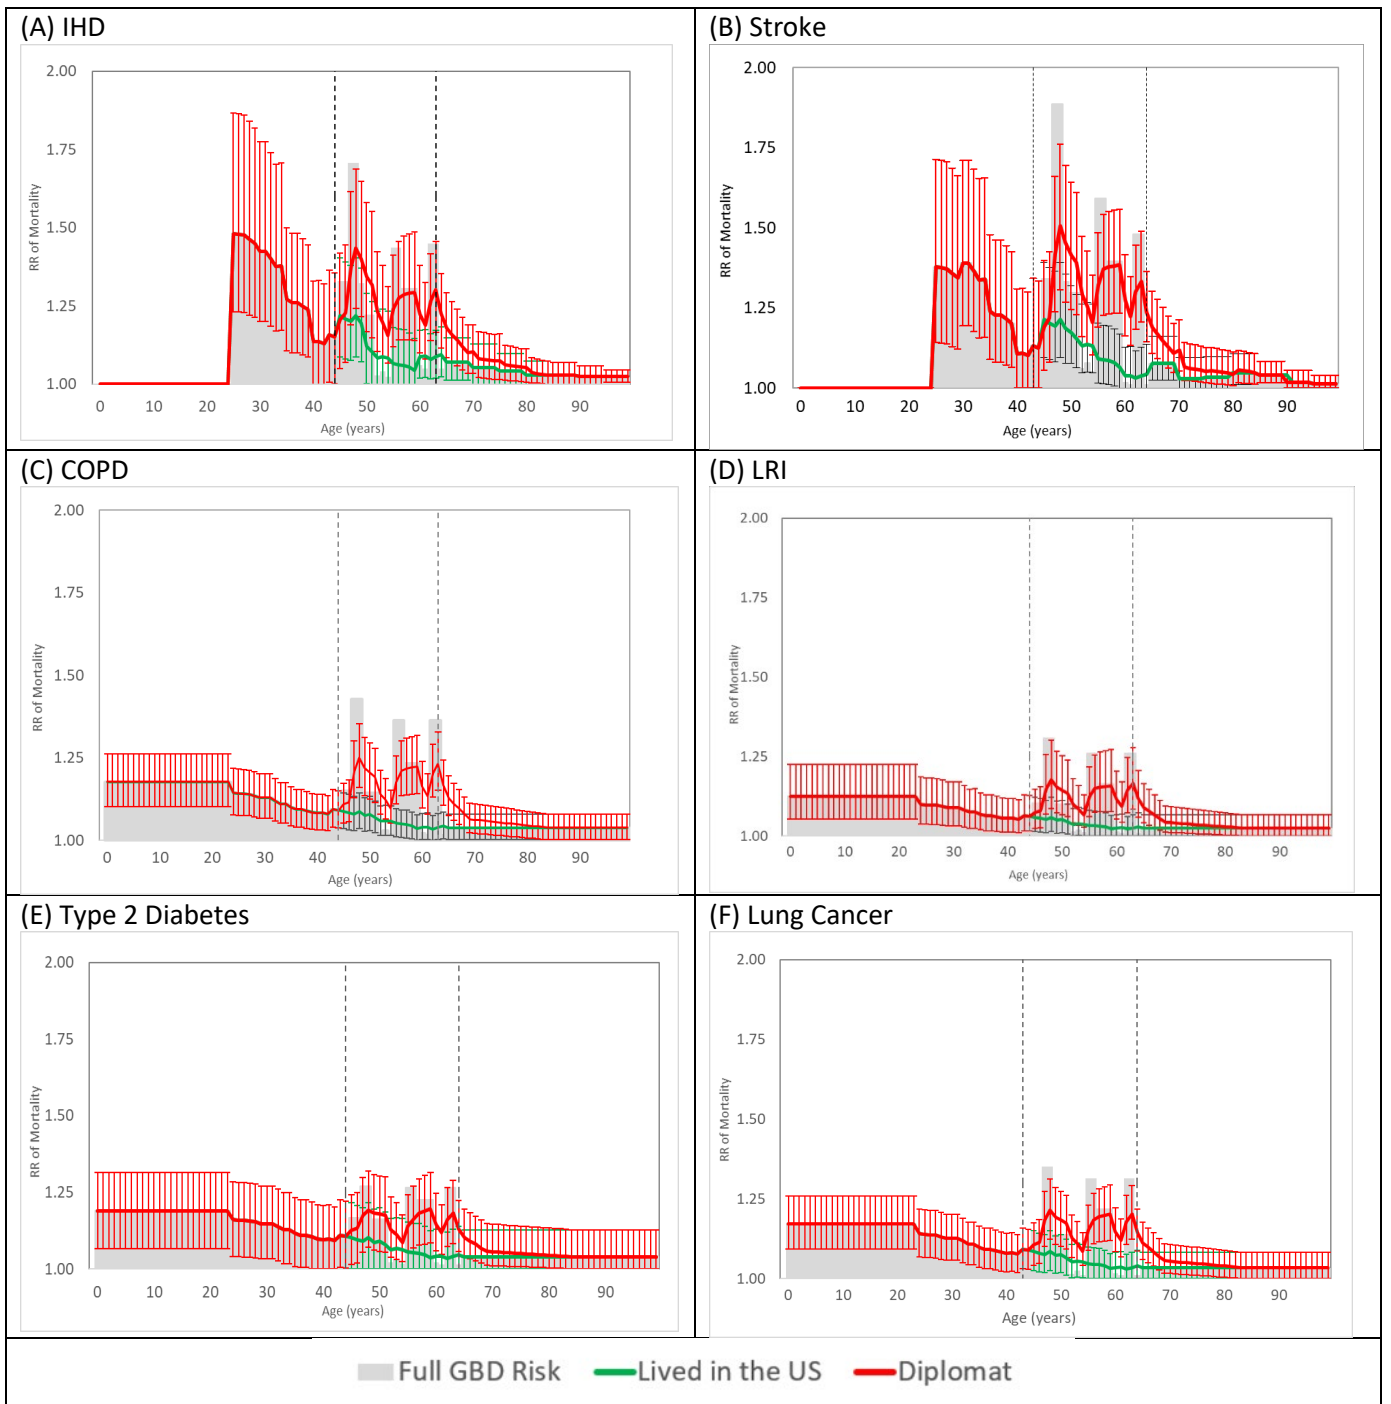 (A) IHD
2.00
1.75
1.50
1.25
1.00
RR of Mortality
0 10 20 30 40 50 60 70 80 90
Age (years)
(B) Stroke
2.00
1.75
1.50
1.25
1.00
RR of Mortality
0 10 20 30 40 50 60 70 80 90
Age (years)
(C) COPD
2.00
1.75
1.50
1.25
1.00
RR of Mortality
0 10 20 30 40 50 60 70 80 90
Age (years)
(D) LRI
2.00
1.75
1.50
1.25
1.00
RR of Mortality
0 10 20 30 40 50 60 70 80 90
Age (years)
(E) Type 2 Diabetes
2.00
1.75
1.50
1.25
1.00
RR of Mortality
0 10 20 30 40 50 60 70 80 90
Age (years)
(F) Lung Cancer
2.00
1.75
1.50
1.25
1.00
RR of Mortality
0 10 20 30 40 50 60 70 80 90
Age (years)
Full GBD Risk Lived in the US Diplomat